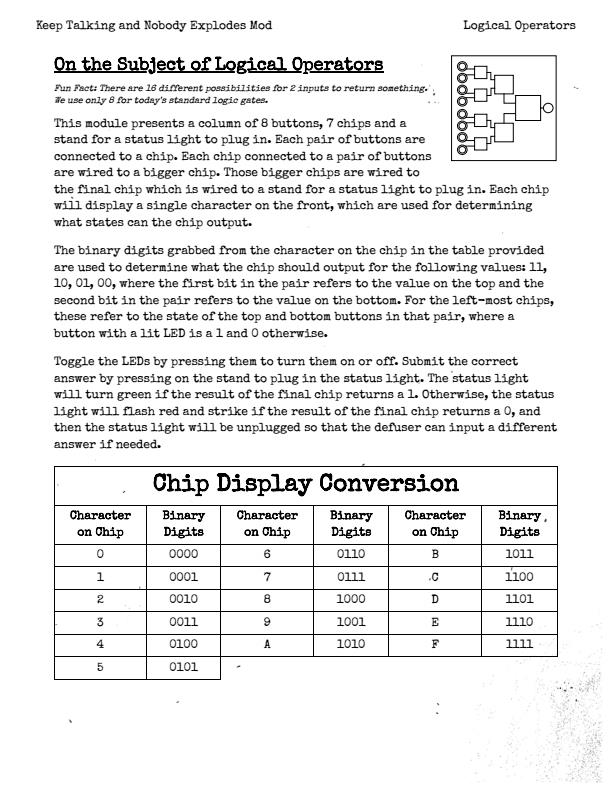 Keep Talking and Nobody Explodes Mod
Logical Operators
On the Subject of Logical Operators
Fun Fact: There are 16 different possibilities for 2 inputs to return something.
We use only 8 for today's standard logic gates.
This module presents a column of 8 buttons, 7 chips and a
stand for a status light to plug in. Each pair of buttons are
connected to a chip. Each chip connected to a pair of buttons
are wired to a bigger chip. Those bigger chips are wired to
the final chip which is wired to a stand for a status light to plug in. Each chip
will display a single character on the front, which are used for determining
what states can the chip output.
The binary digits grabbed from the character on the chip in the table provided
are used to determine what the chip should output for the following values: 11,
10, 01, 00, where the first bit in the pair refers to the value on the top and the
second bit in the pair refers to the value on the bottom. For the left-most chips,
these refer to the state of the top and bottom buttons in that pair, where a
button with a lit LED is a 1 and 0 otherwise.
Toggle the LEDs by pressing them to turn them on or off. Submit the correct
answer by pressing on the stand to plug in the status light. The status light
will turn green if the result of the final chip returns a 1. Otherwise, the status
light will flash red and strike if the result of the final chip returns a 0, and
then the status light will be unplugged so that the defuser can input a different
answer if needed.
Chip Display Conversion
Character on Chip Binary Digits Character on Chip Binary Digits Character on Chip Binary Digits
0 0000 6 0110 B 1011
1 0001 7 0111 C 1100
2 0010 8 1000 D 1101
3 0011 9 1001 E 1110
4 0100 A 1010 F 1111
5 0101